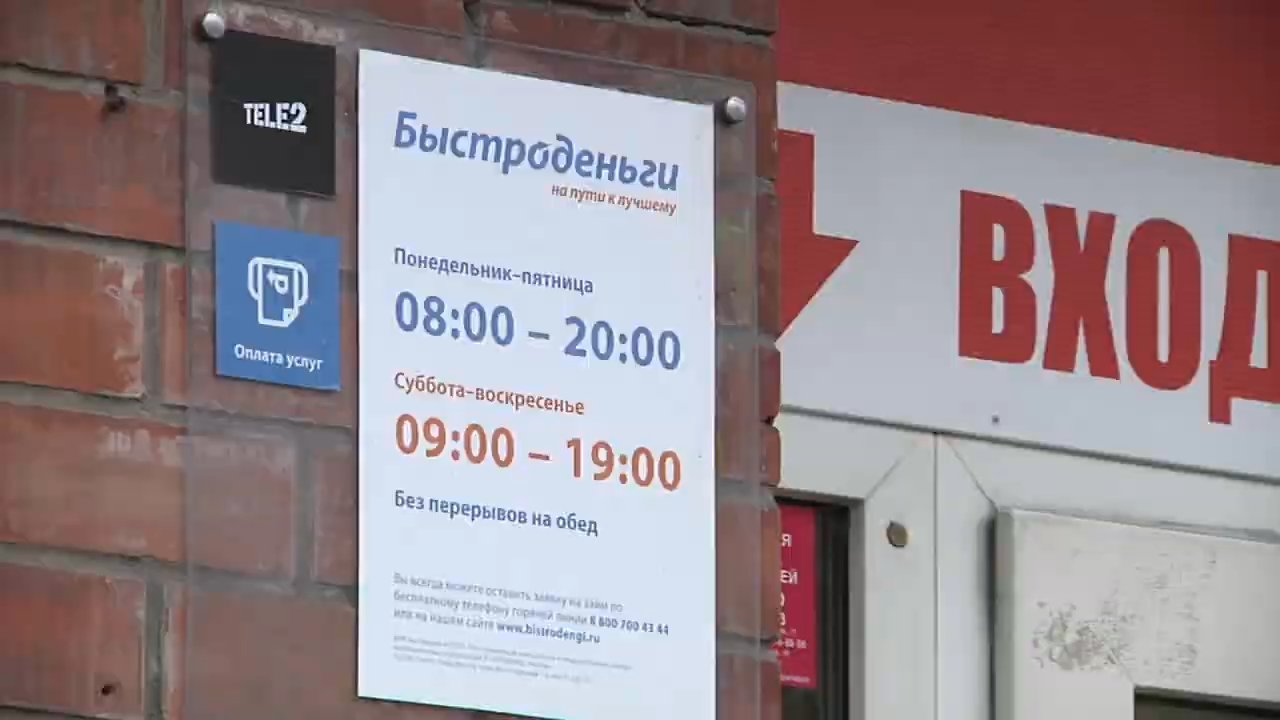 TELE2
Оплата услуг
Быстроденьги
на пути к лучшему
Понедельник–пятница
08:00 – 20:00
Суббота–воскресенье
09:00 – 19:00
Без перерывов на обед
Вы всегда можете оставить заявку на займ по
бесплатному телефону горячей линии 8 800 700 43 44
или на нашем сайте www.bistrodengi.ru
ВХОД